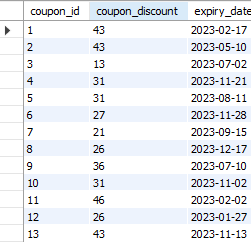 coupon_id coupon_discount expiry_date
1 43 2023-02-17
2 43 2023-05-10
3 13 2023-07-02
4 31 2023-11-21
5 31 2023-08-11
6 27 2023-11-28
7 21 2023-09-15
8 26 2023-12-17
9 36 2023-07-10
10 31 2023-11-02
11 46 2023-02-02
12 26 2023-01-27
13 43 2023-11-13